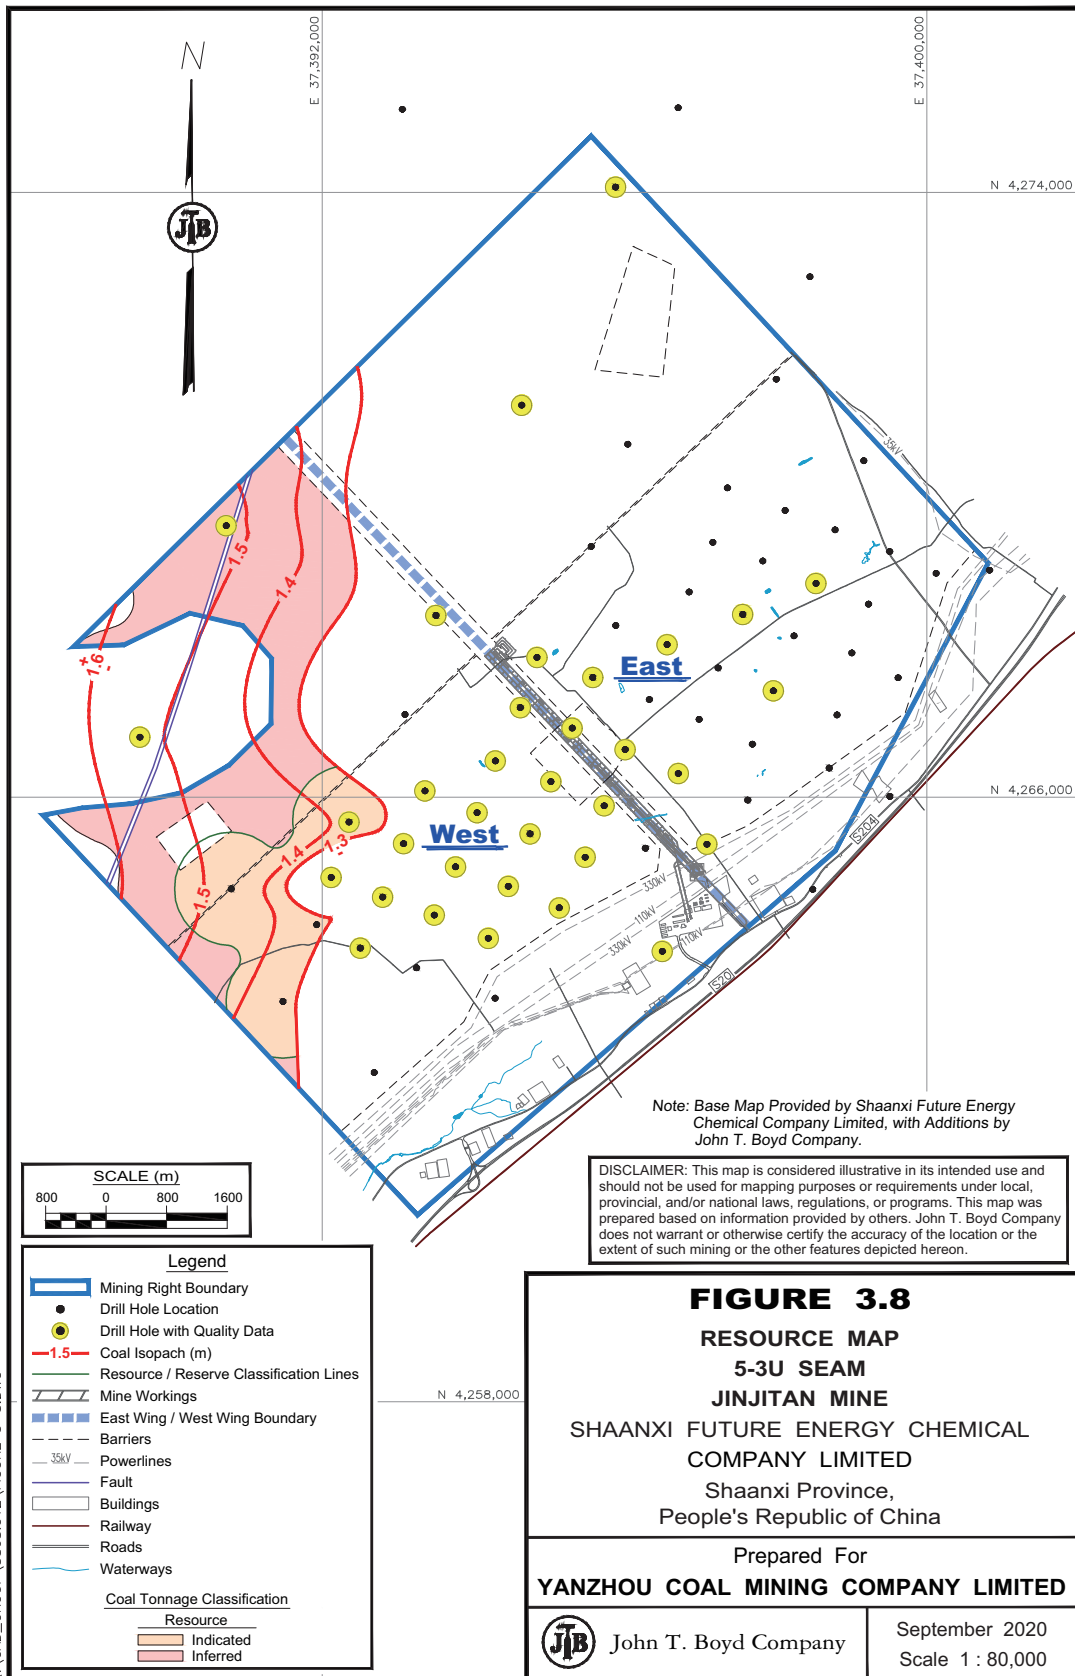 N
E 37,392,000
E 37,400,000
JTB
N 4,274,000
35kV
1.5
1.4
1.6
+
East
N 4,266,000
West
1.4
1.3
1.5
S204
330kV
110kV
330kV
110kV
S20
Note: Base Map Provided by Shaanxi Future Energy
Chemical Company Limited, with Additions by
John T. Boyd Company.
DISCLAIMER: This map is considered illustrative in its intended use and
should not be used for mapping purposes or requirements under local,
provincial, and/or national laws, regulations, or programs. This map was
prepared based on information provided by others. John T. Boyd Company
does not warrant or otherwise certify the accuracy of the location or the
extent of such mining or the other features depicted hereon.
SCALE (m)
800 0 800 1600
Legend
Mining Right Boundary
Drill Hole Location
Drill Hole with Quality Data
1.5 Coal Isopach (m)
Resource / Reserve Classification Lines
Mine Workings
East Wing / West Wing Boundary
Barriers
35kV Powerlines
Fault
Buildings
Railway
Roads
Waterways
Coal Tonnage Classification
Resource
Indicated
Inferred
N 4,258,000
FIGURE 3.8
RESOURCE MAP
5-3U SEAM
JINJITAN MINE
SHAANXI FUTURE ENERGY CHEMICAL
COMPANY LIMITED
Shaanxi Province,
People's Republic of China
Prepared For
YANZHOU COAL MINING COMPANY LIMITED
JTB John T. Boyd Company
September 2020
Scale 1 : 80,000